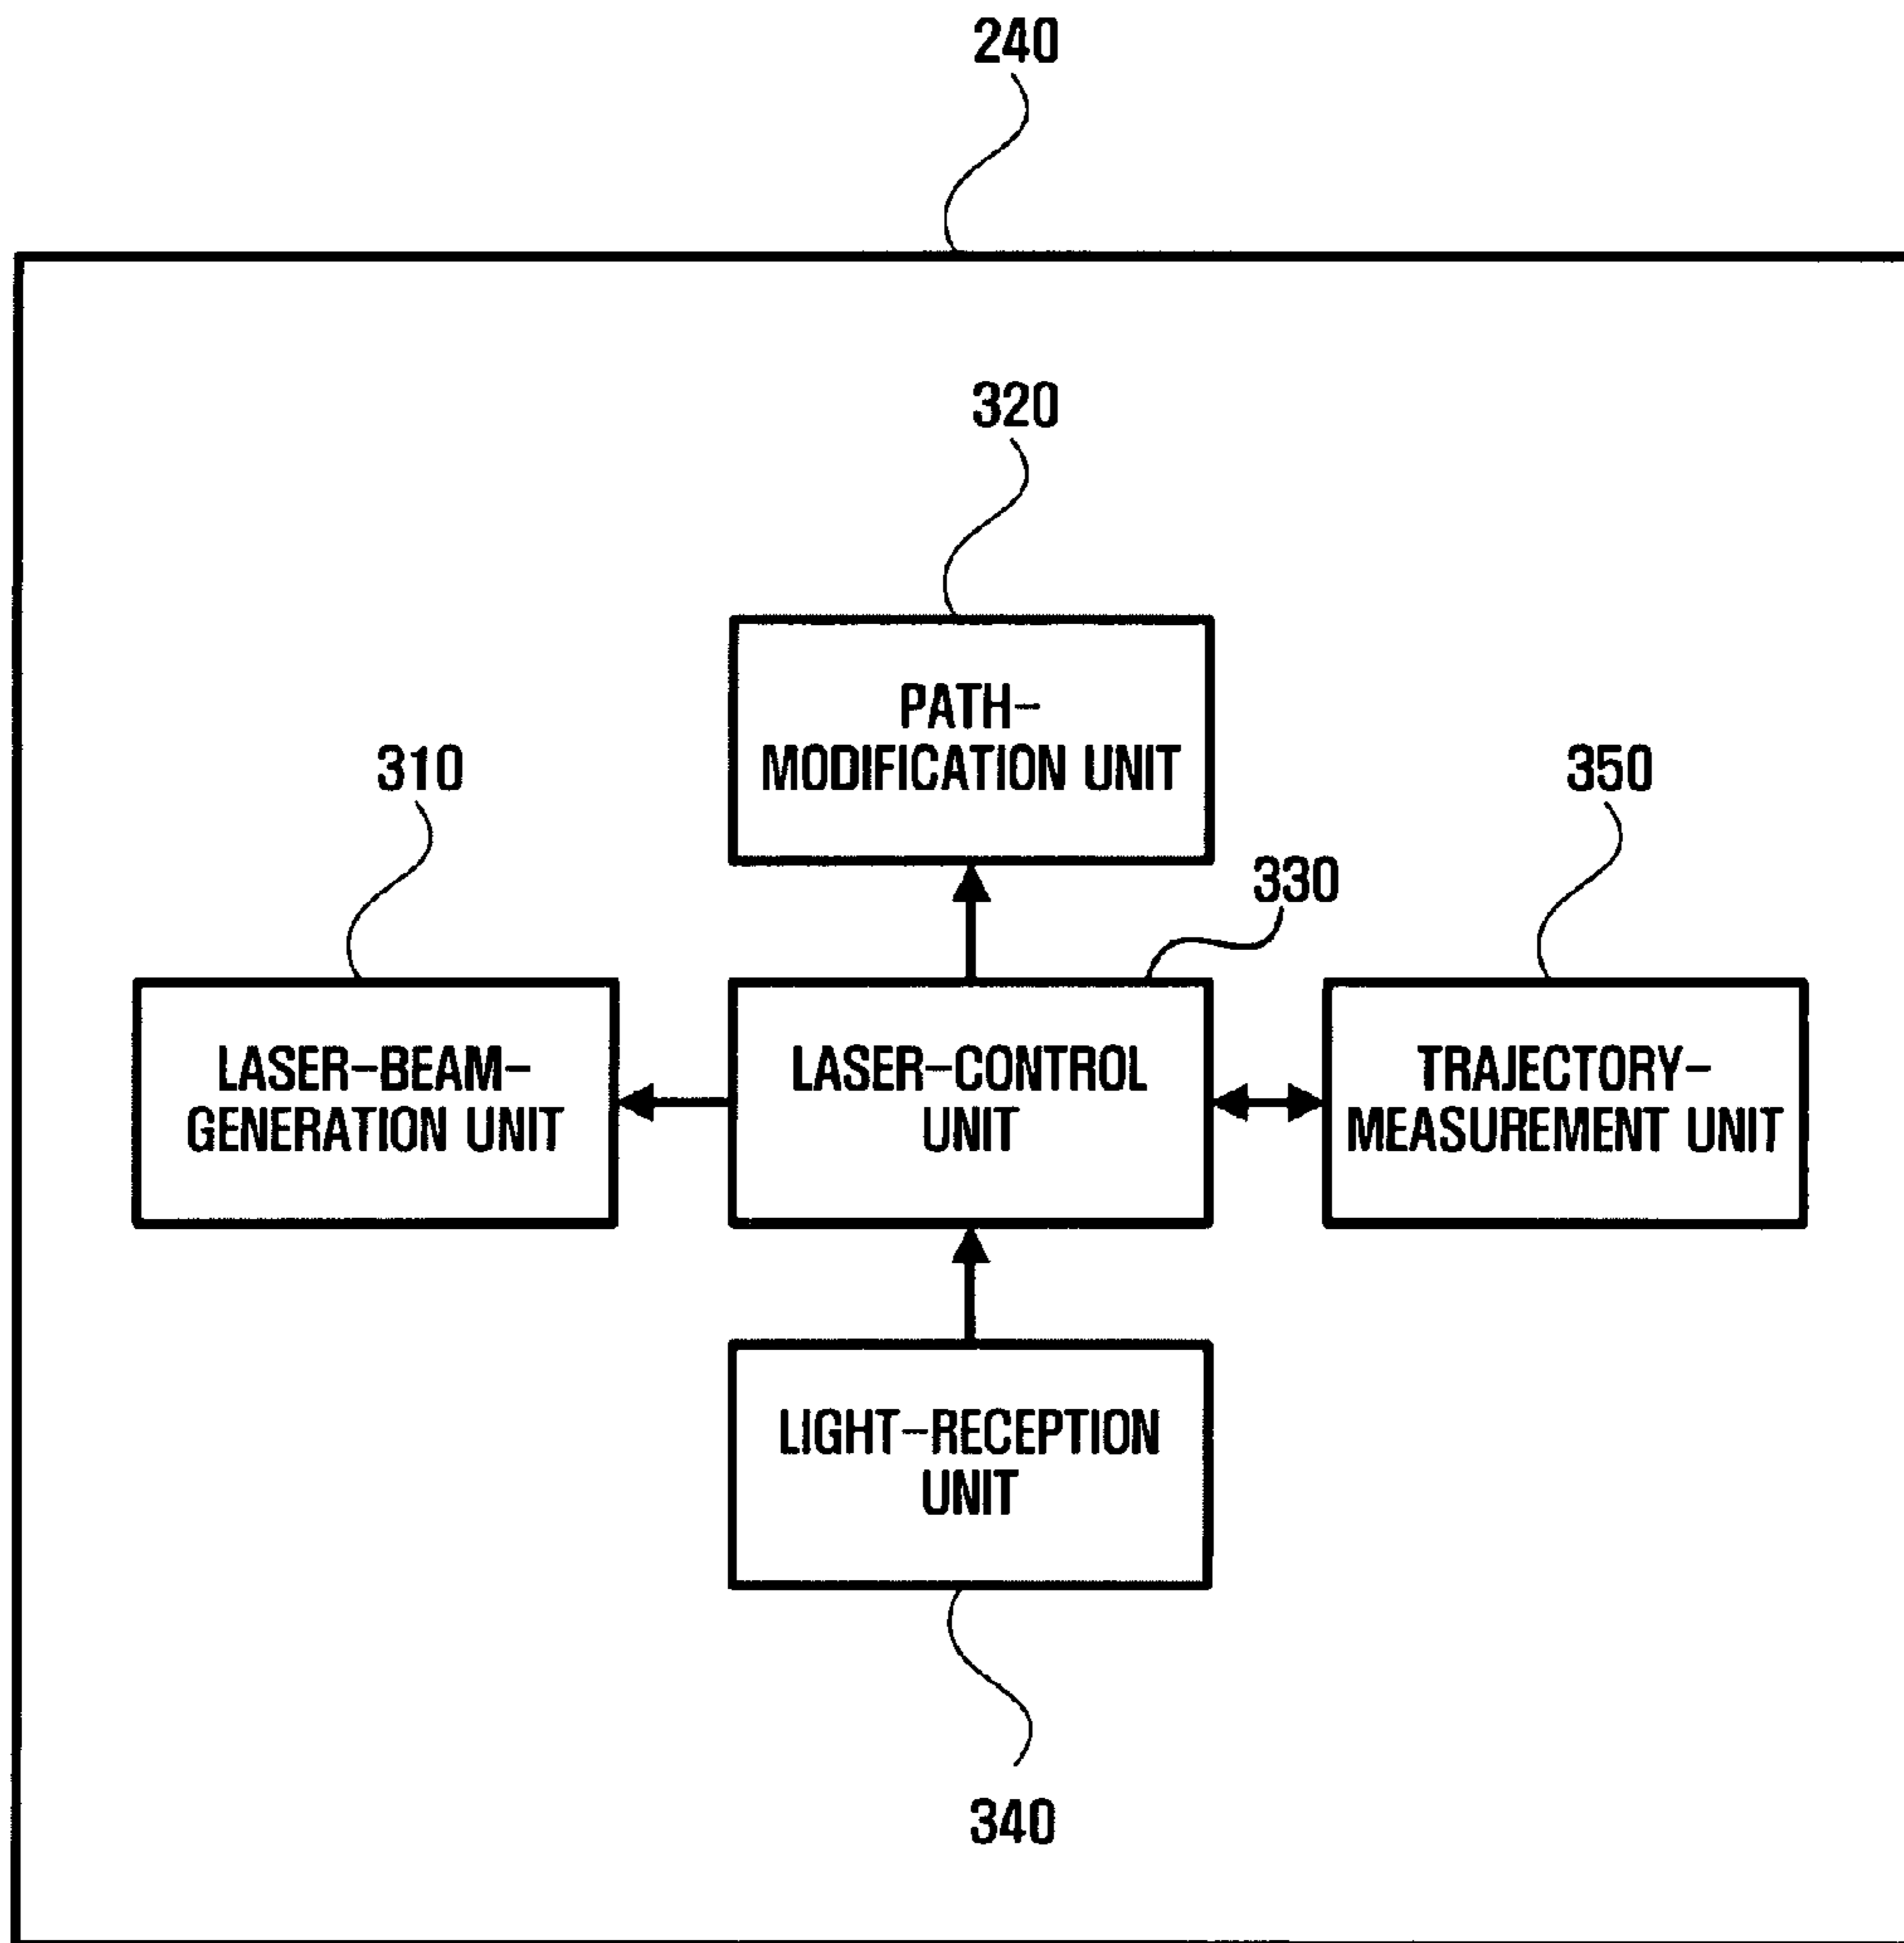 240
320
PATH-
MODIFICATION UNIT
310
350
330
LASER-BEAM-
GENERATION UNIT
LASER-CONTROL
UNIT
TRAJECTORY-
MEASUREMENT UNIT
LIGHT-RECEPTION
UNIT
340